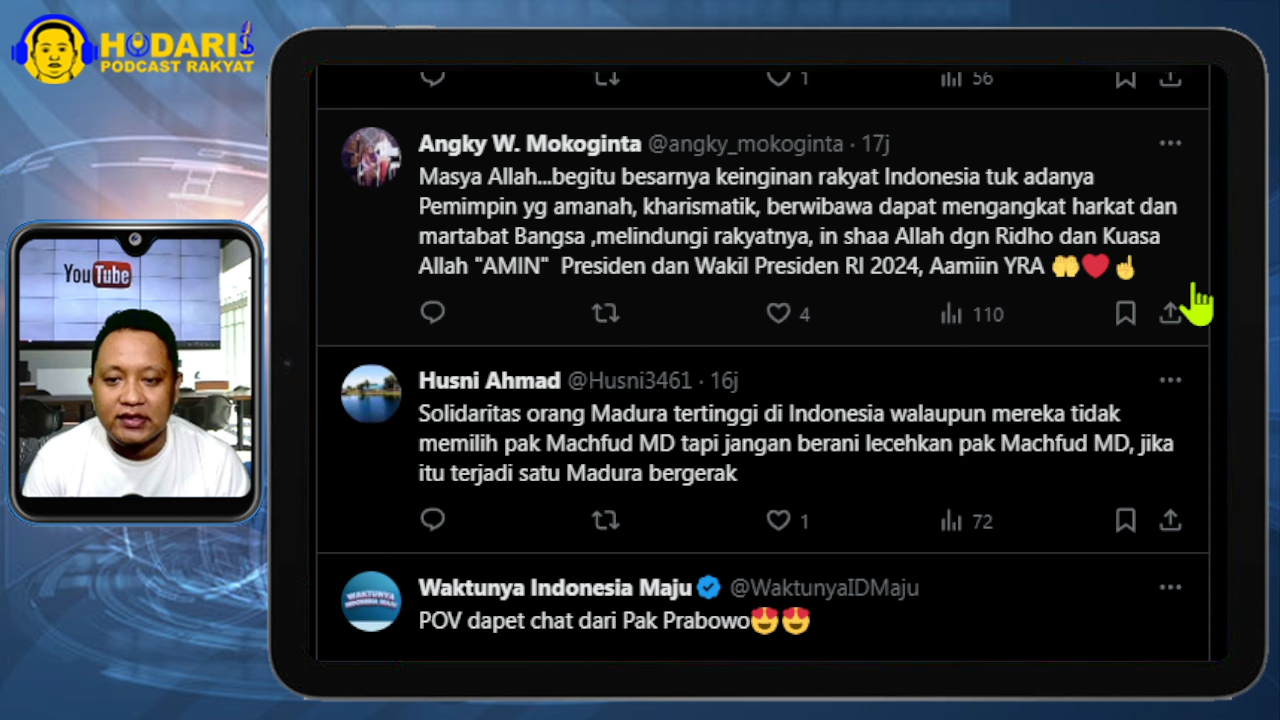 HODARI
PODCAST RAKYAT
YouTube
1
56
Angky W. Mokoginta @angky_mokoginta · 17j
Masya Allah...begitu besarnya keinginan rakyat Indonesia tuk adanya
Pemimpin yg amanah, kharismatik, berwibawa dapat mengangkat harkat dan
martabat Bangsa ,melindungi rakyatnya, in shaa Allah dgn Ridho dan Kuasa
Allah "AMIN"  Presiden dan Wakil Presiden RI 2024, Aamiin YRA 🤲❤️☝️
4
110
Husni Ahmad @Husni3461 · 16j
Solidaritas orang Madura tertinggi di Indonesia walaupun mereka tidak
memilih pak Machfud MD tapi jangan berani lecehkan pak Machfud MD, jika
itu terjadi satu Madura bergerak
1
72
WAKTUNYA
INDONESIA MAJU
Waktunya Indonesia Maju @WaktunyaIDMaju
POV dapet chat dari Pak Prabowo😍😍